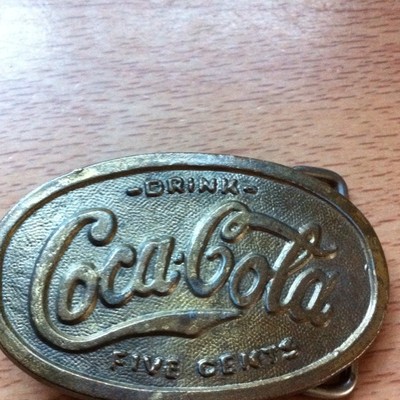 -DRINK-
Coca-Cola
FIVE CENTS